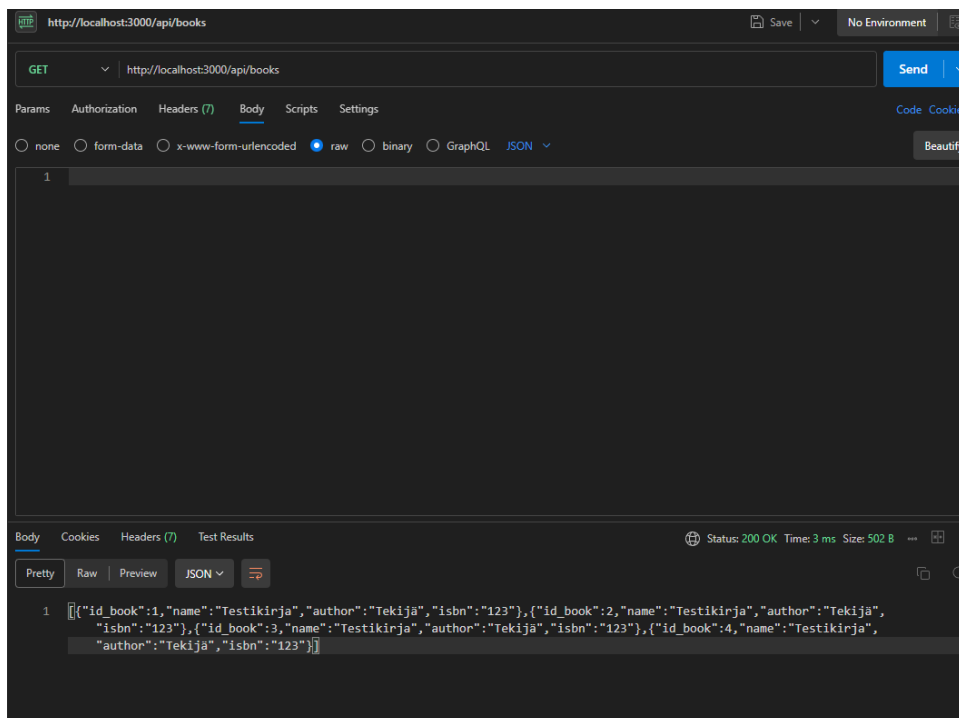 HTTP http://localhost:3000/api/books Save No Environment
GET http://localhost:3000/api/books Send
Params Authorization Headers (7) Body Scripts Settings Code Cookie
none form-data x-www-form-urlencoded raw binary GraphQL JSON Beautify
1
Body Cookies Headers (7) Test Results Status: 200 OK Time: 3 ms Size: 502 B
Pretty Raw Preview JSON
1 [{"id_book":1,"name":"Testikirja","author":"Tekijä","isbn":"123"},{"id_book":2,"name":"Testikirja","author":"Tekijä",
"isbn":"123"},{"id_book":3,"name":"Testikirja","author":"Tekijä","isbn":"123"},{"id_book":4,"name":"Testikirja",
"author":"Tekijä","isbn":"123"}]